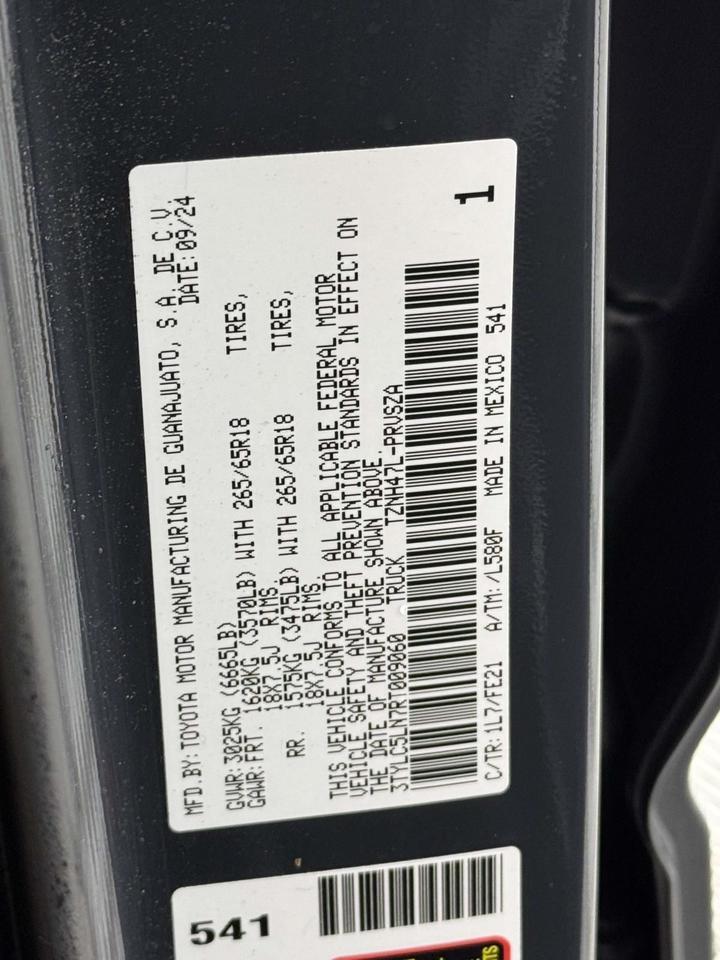 MFD.BY:TOYOTA MOTOR MANUFACTURING DE GUANAJUATO, S.A.DE C.V.
DATE:09/24
GVWR:3025KG (6665LB)
GAWR:FRT. 1620KG (3570LB) WITH 265/65R18 TIRES,
18X7.5J RIMS.
RR. 1575KG (3475LB) WITH 265/65R18 TIRES,
18X7.5J RIMS.
THIS VEHICLE CONFORMS TO ALL APPLICABLE FEDERAL MOTOR
VEHICLE SAFETY AND THEFT PREVENTION STANDARDS IN EFFECT ON
THE DATE OF MANUFACTURE SHOWN ABOVE.
3TYLC5LN7RT009060 TRUCK TZNH47L-PRVSZA
1
C/TR:1L7/FE21 A/TM:/L580F MADE IN MEXICO 541
541